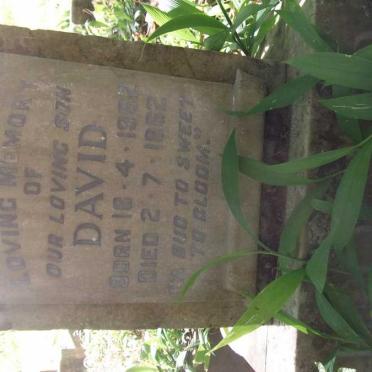 LOVING MEMORY
OF
OUR LOVING SON
DAVID
BORN 16 · 4 · 1962
DIED 2 · 7 · 1962
"A BUD TO SWEET
TO BLOOM."